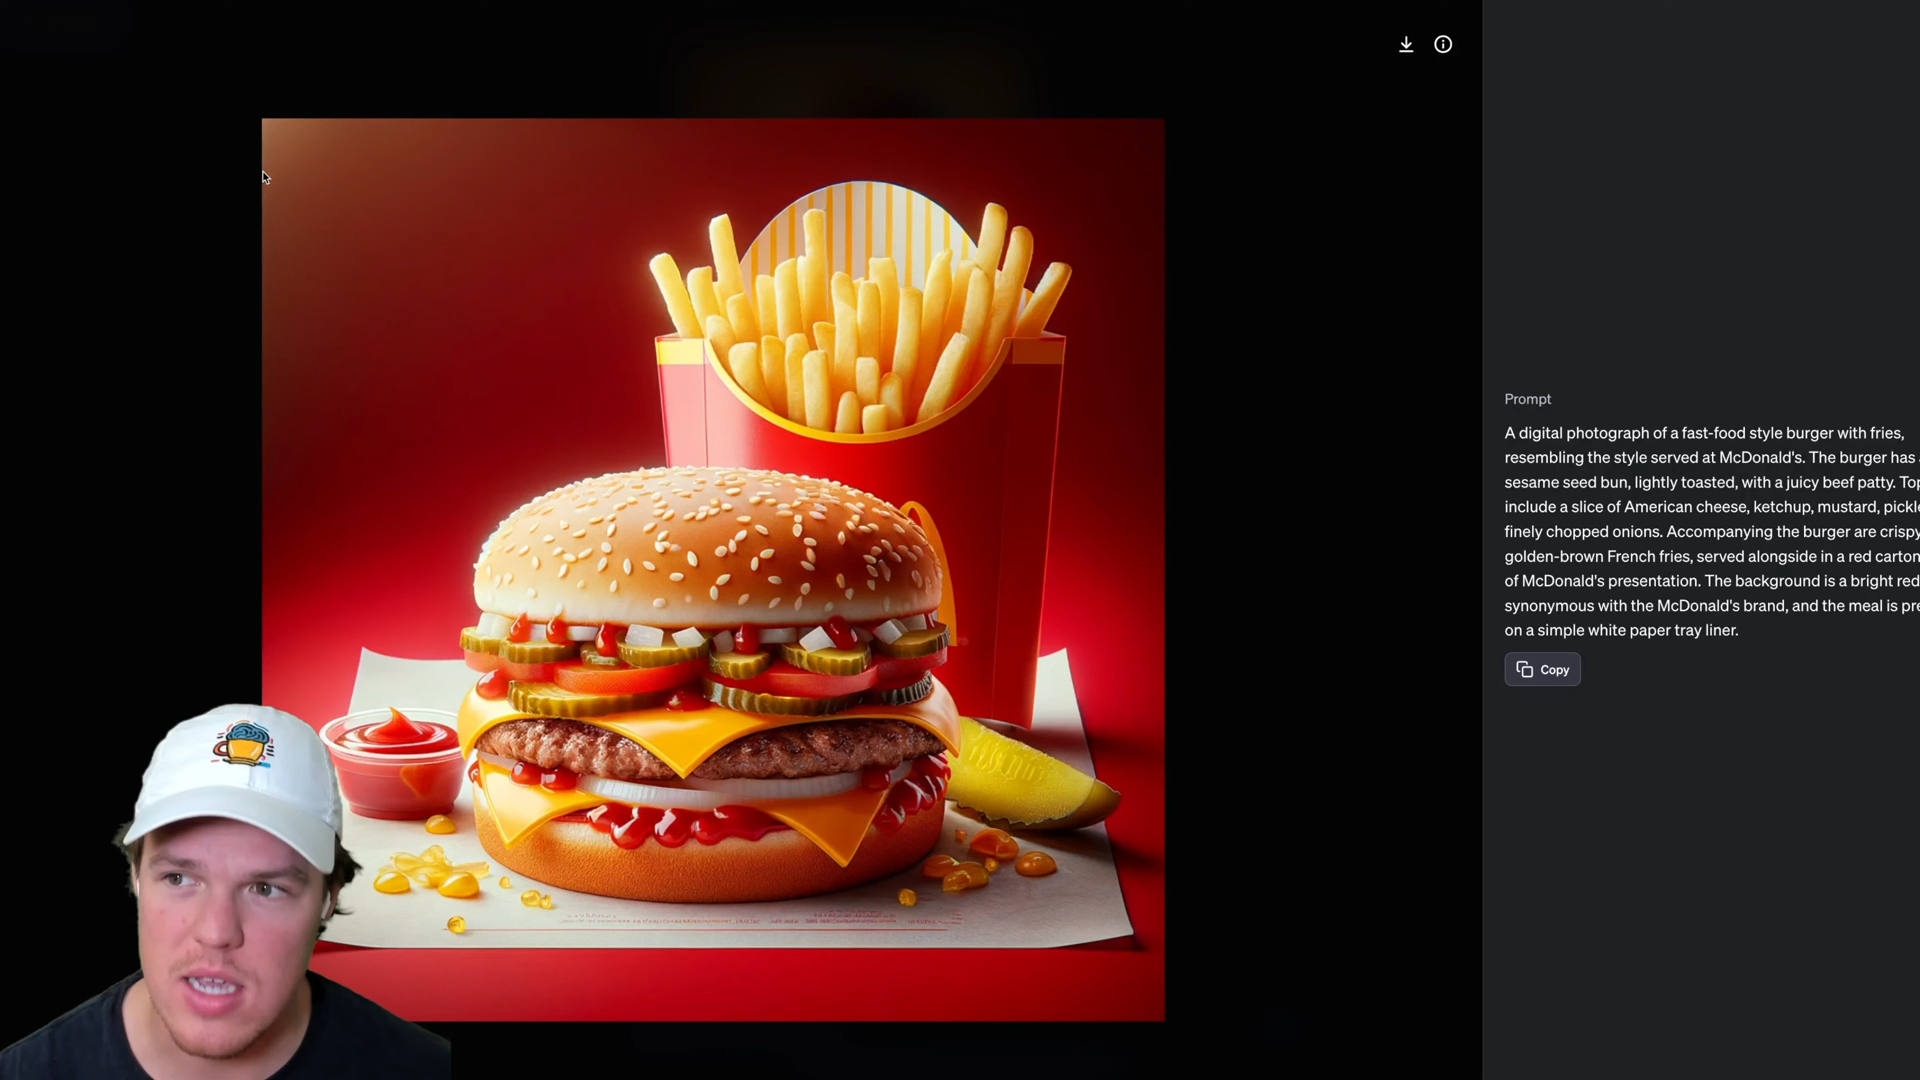 Prompt
A digital photograph of a fast-food style burger with fries,
resembling the style served at McDonald's. The burger has
sesame seed bun, lightly toasted, with a juicy beef patty. Top
include a slice of American cheese, ketchup, mustard, pickle
finely chopped onions. Accompanying the burger are crispy
golden-brown French fries, served alongside in a red carton
of McDonald's presentation. The background is a bright red
synonymous with the McDonald's brand, and the meal is pre
on a simple white paper tray liner.
Copy